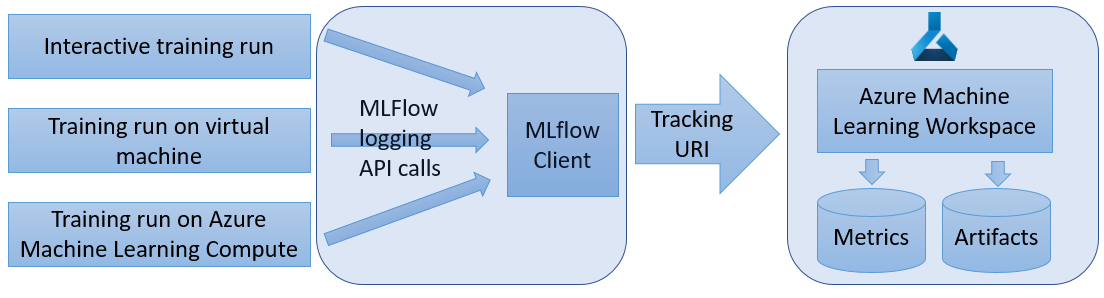 Interactive training run
Training run on virtual
machine
Training run on Azure
Machine Learning Compute
MLFlow
logging
API calls
MLflow
Client
Tracking
URI
Azure Machine
Learning Workspace
Metrics
Artifacts